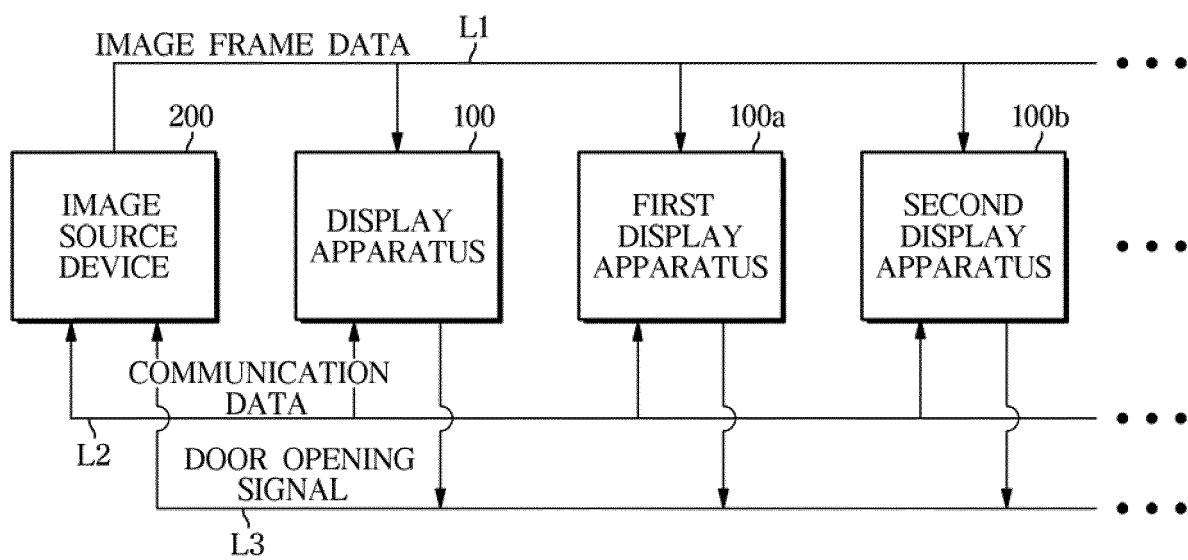 IMAGE FRAME DATA
L1
200
100
100a
100b
IMAGE
SOURCE
DEVICE
DISPLAY
APPARATUS
FIRST
DISPLAY
APPARATUS
SECOND
DISPLAY
APPARATUS
COMMUNICATION
DATA
L2
DOOR OPENING
SIGNAL
L3